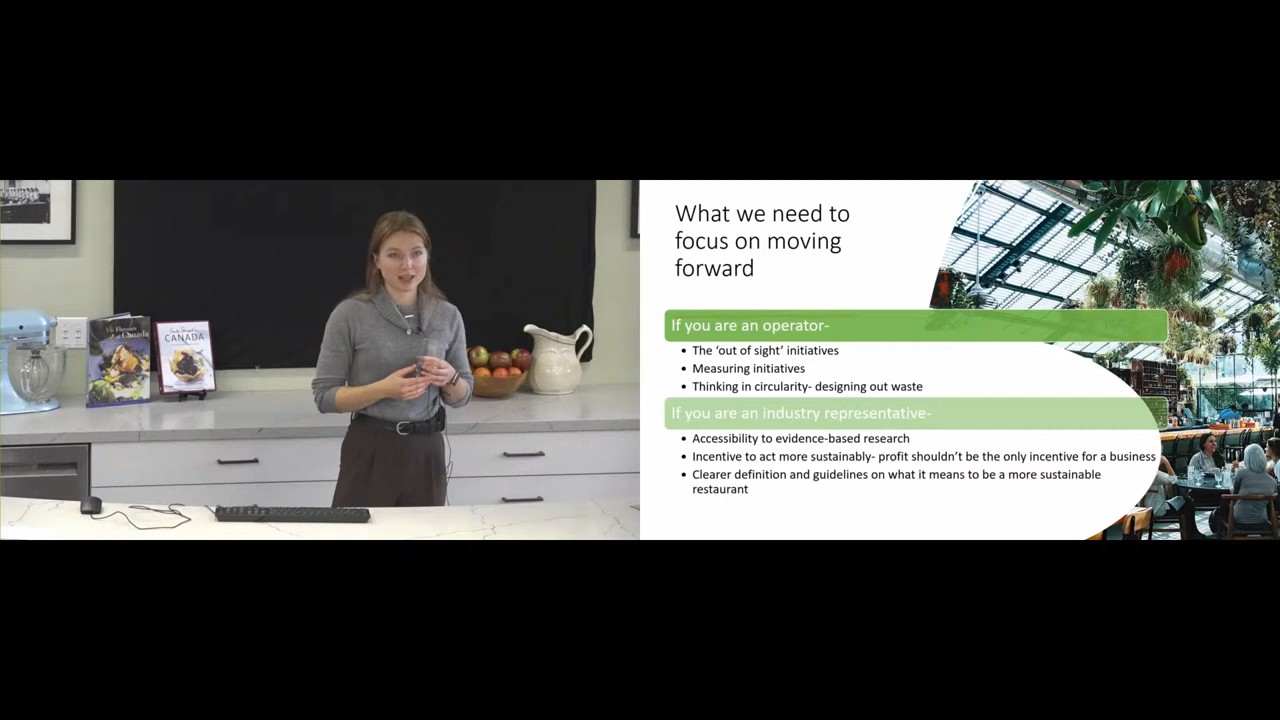 Flavours
of Canada
CANADA
What we need to
focus on moving
forward
If you are an operator-
• The ‘out of sight’ initiatives
• Measuring initiatives
• Thinking in circularity- designing out waste
If you are an industry representative-
• Accessibility to evidence-based research
• Incentive to act more sustainably- profit shouldn’t be the only incentive for a business
• Clearer definition and guidelines on what it means to be a more sustainable
restaurant